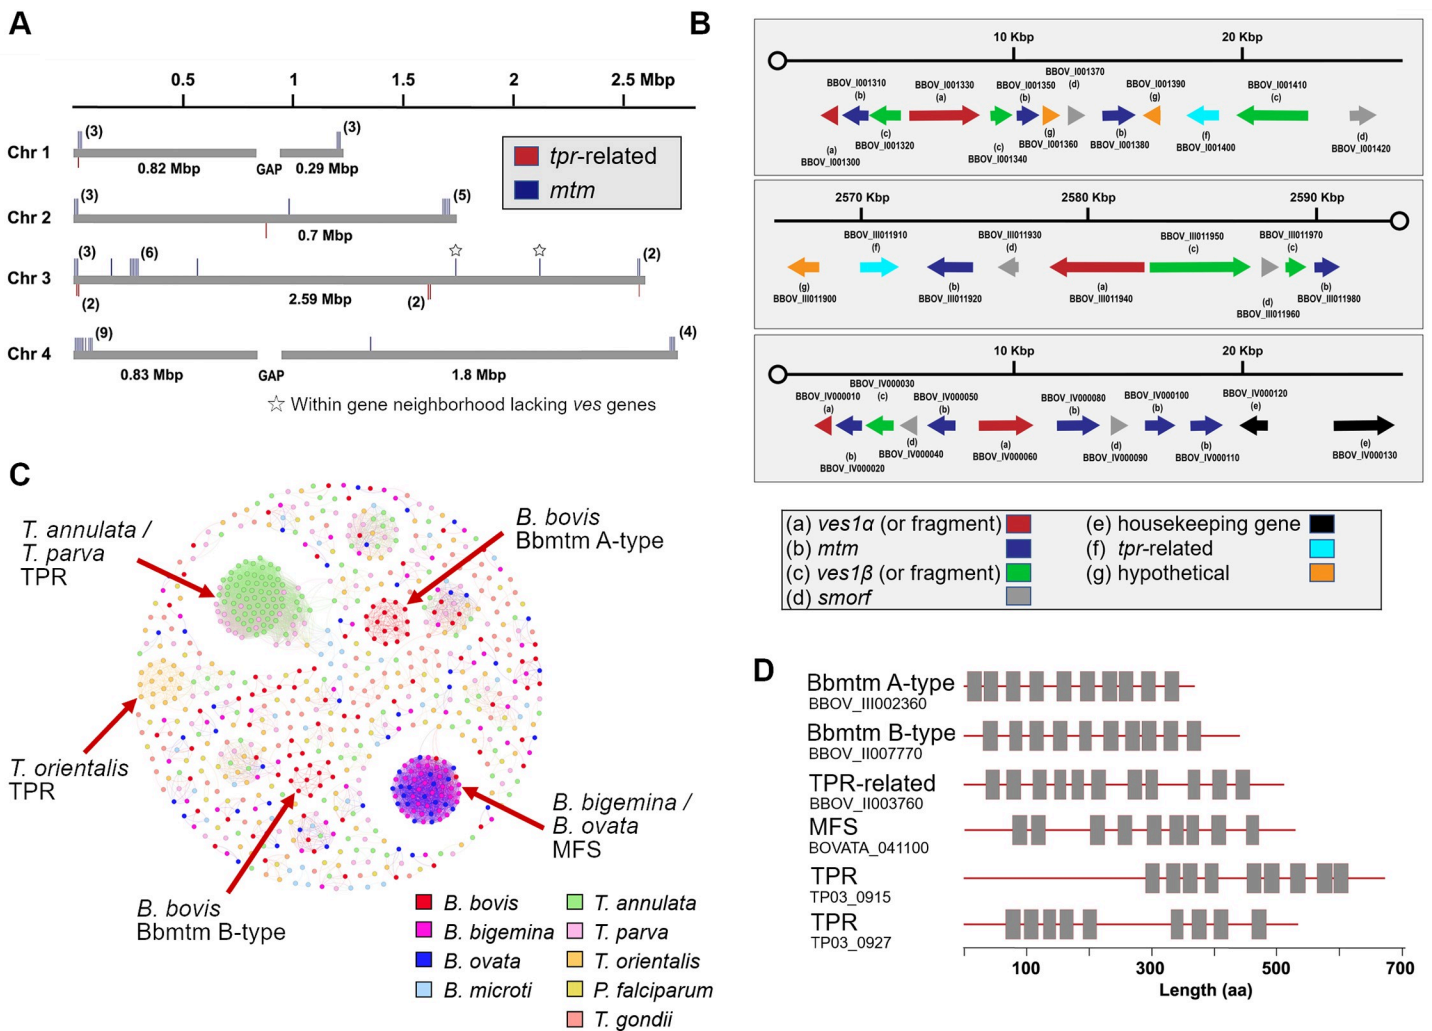 A
0.5 1 1.5 2 2.5 Mbp
tpr-related
mtm
Chr 1
(3) (3)
0.82 Mbp GAP 0.29 Mbp
Chr 2
(3) (5)
0.7 Mbp
Chr 3
(3) (6) (2)
(2) 2.59 Mbp (2)
Chr 4
(9) (4)
0.83 Mbp GAP 1.8 Mbp
☆ Within gene neighborhood lacking ves genes
B
10 Kbp 20 Kbp
BBOV_I001370
(d)
BBOV_I001310 BBOV_I001330 BBOV_I001350 BBOV_I001390 BBOV_I001410
(b) (a) (b) (g) (c)
(c) (g) (b) (f) (d)
(a) BBOV_I001320 (c) BBOV_I001360 BBOV_I001380 BBOV_I001400 BBOV_I001420
BBOV_I001300 BBOV_I001340
2570 Kbp 2580 Kbp 2590 Kbp
BBOV_III011910 BBOV_III011930 BBOV_III011950 BBOV_III011970
(f) (d) (c) (c)
(g) (b) (a) (d) (b)
BBOV_III011900 BBOV_III011920 BBOV_III011940 BBOV_III011960 BBOV_III011980
10 Kbp 20 Kbp
BBOV_IV000030
(c)
BBOV_IV000010 BBOV_IV000050 BBOV_IV000080 BBOV_IV000100 BBOV_IV000120
(a) (b) (b) (b) (e)
(d) (a) (d) (b) (e)
(b) BBOV_IV000040 BBOV_IV000060 BBOV_IV000090 BBOV_IV000110 BBOV_IV000130
BBOV_IV000020
(a) ves1α (or fragment) (e) housekeeping gene
(b) mtm (f) tpr-related
(c) ves1β (or fragment) (g) hypothetical
(d) smorf
C
T. annulata /
T. parva
TPR
B. bovis
Bbmtm A-type
T. orientalis
TPR
B. bigemina /
B. ovata
MFS
B. bovis
Bbmtm B-type
B. bovis T. annulata
B. bigemina T. parva
B. ovata T. orientalis
B. microti P. falciparum
T. gondii
D
Bbmtm A-type
BBOV_III002360
Bbmtm B-type
BBOV_II007770
TPR-related
BBOV_II003760
MFS
BOVATA_041100
TPR
TP03_0915
TPR
TP03_0927
100 300 500 700
Length (aa)